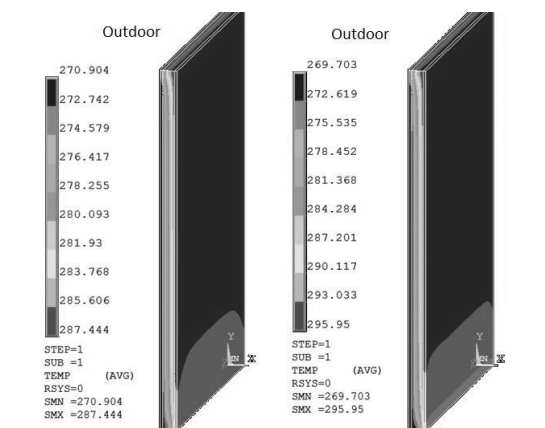 Outdoor
270.904
272.742
274.579
276.417
278.255
280.093
281.93
283.768
285.606
287.444
STEP=1
SUB =1
TEMP (AVG)
RSYS=0
SMN =270.904
SMX =287.444
Y
MN
X
Outdoor
269.703
272.619
275.535
278.452
281.368
284.284
287.201
290.117
293.033
295.95
STEP=1
SUB =1
TEMP (AVG)
RSYS=0
SMN =269.703
SMX =295.95
Y
MN
X